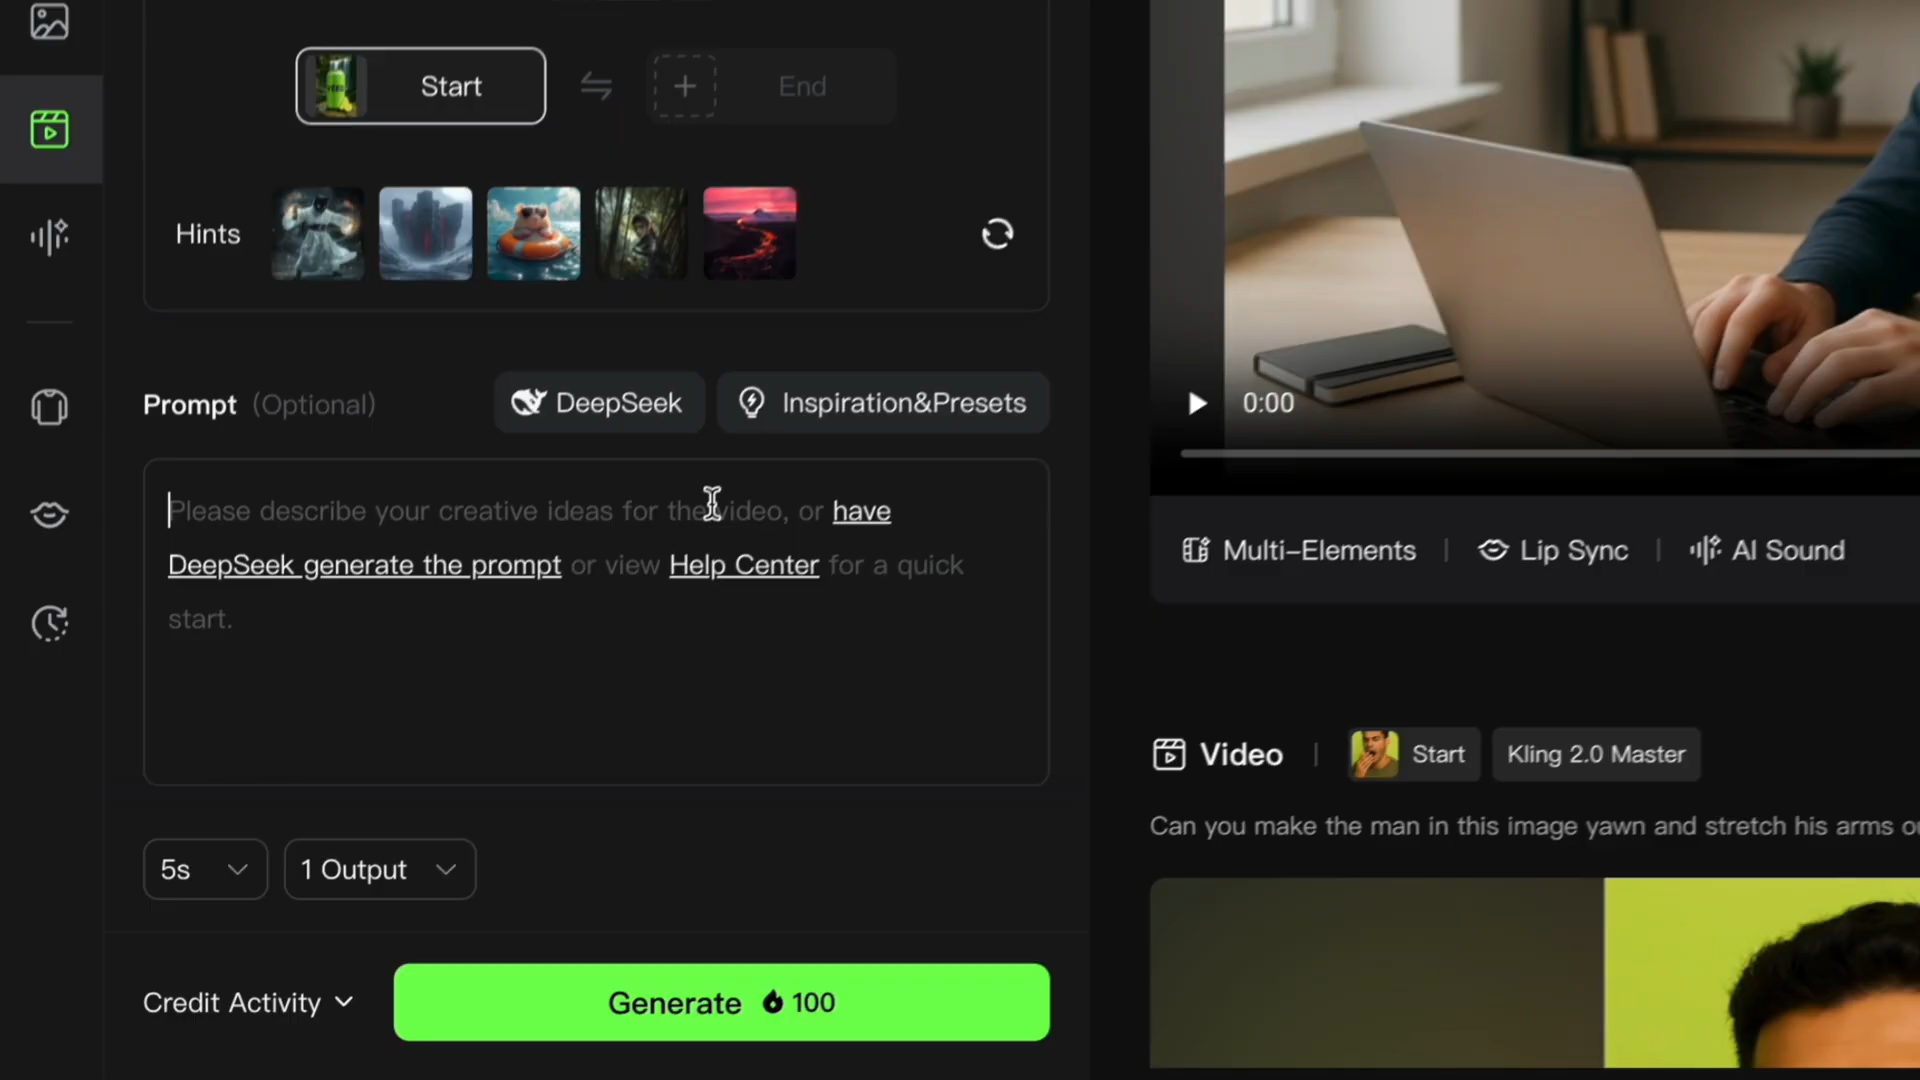 Start
End
Hints
Prompt (Optional)
DeepSeek
Inspiration&Presets
Please describe your creative ideas for the video, or have
DeepSeek generate the prompt or view Help Center for a quick
start.
5s
1 Output
Credit Activity
Generate 100
0:00
Multi-Elements | Lip Sync | AI Sound
Video | Start Kling 2.0 Master
Can you make the man in this image yawn and stretch his arms